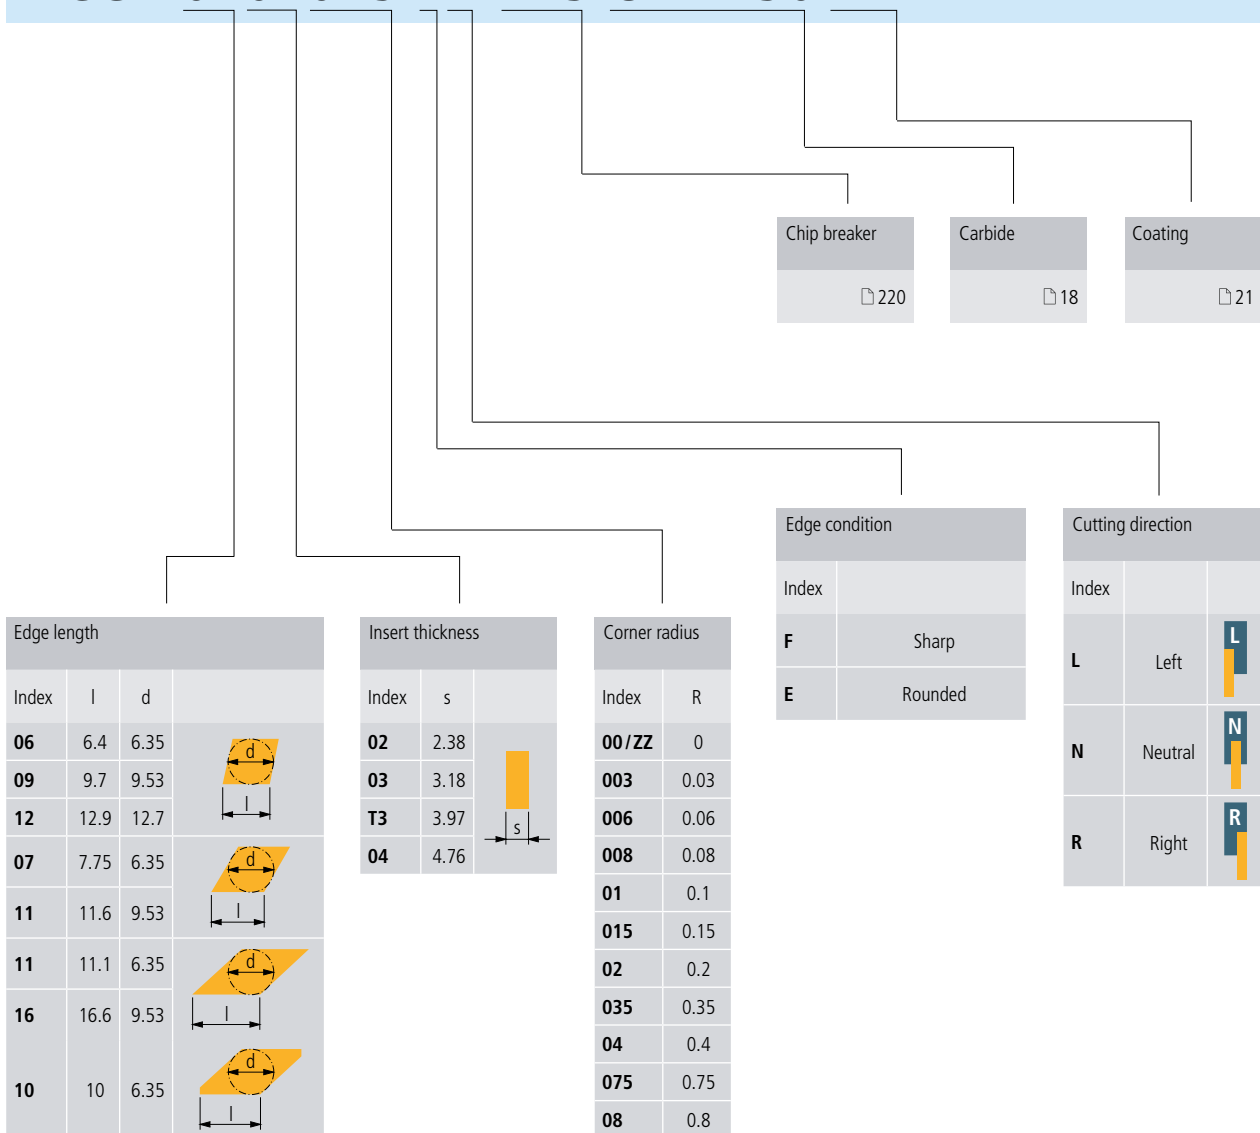 Chip breaker
220
Carbide
18
Coating
21
Edge condition
Index
F Sharp
E Rounded
Cutting direction
Index
L Left L
N Neutral N
R Right R
Edge length
Index l d
06 6.4 6.35
09 9.7 9.53
12 12.9 12.7
d
l
07 7.75 6.35
11 11.6 9.53
d
l
11 11.1 6.35
16 16.6 9.53
d
l
10 10 6.35
d
l
Insert thickness
Index s
02 2.38
03 3.18
T3 3.97
04 4.76
s
Corner radius
Index R
00/ZZ 0
003 0.03
006 0.06
008 0.08
01 0.1
015 0.15
02 0.2
035 0.35
04 0.4
075 0.75
08 0.8